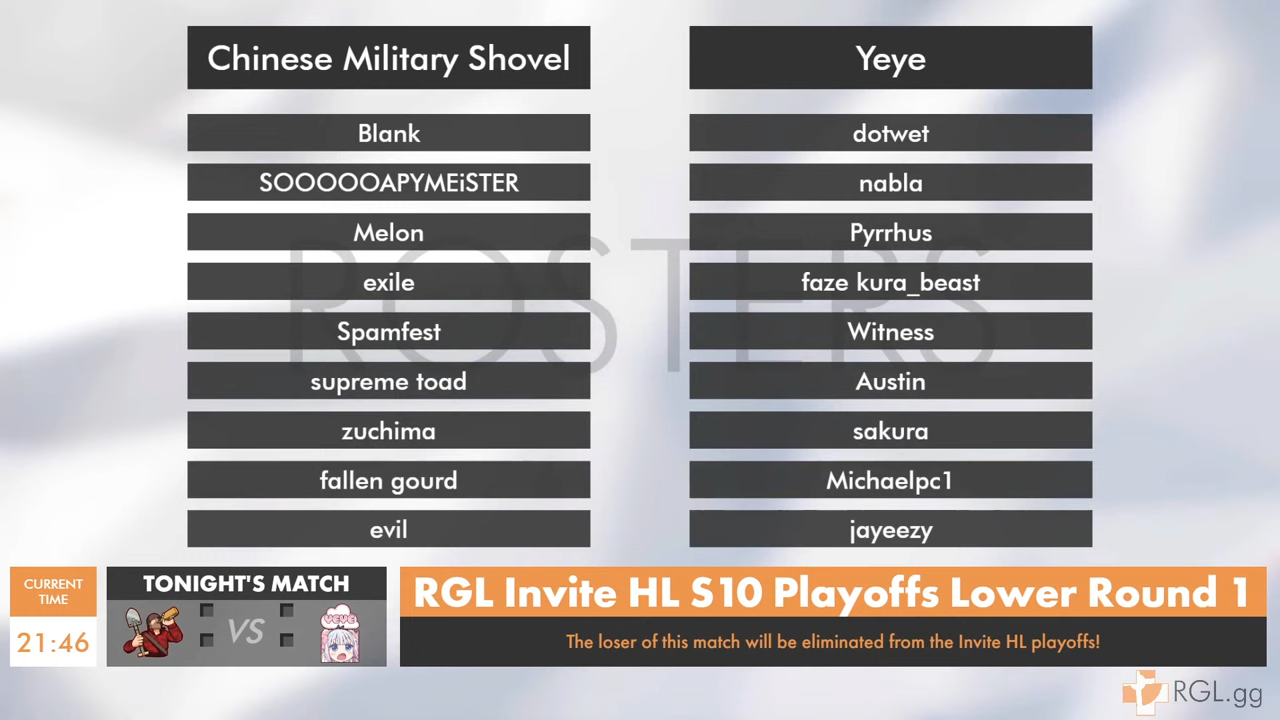 Chinese Military Shovel
Yeye
ROSTERS
Blank
SOOOOOAPYMEiSTER
Melon
exile
Spamfest
supreme toad
zuchima
fallen gourd
evil
dotwet
nabla
Pyrrhus
faze kura_beast
Witness
Austin
sakura
Michaelpc1
jayeezy
CURRENT
TIME
21:46
TONIGHT'S MATCH
VS
YEYE
RGL Invite HL S10 Playoffs Lower Round 1
The loser of this match will be eliminated from the Invite HL playoffs!
RGL.gg